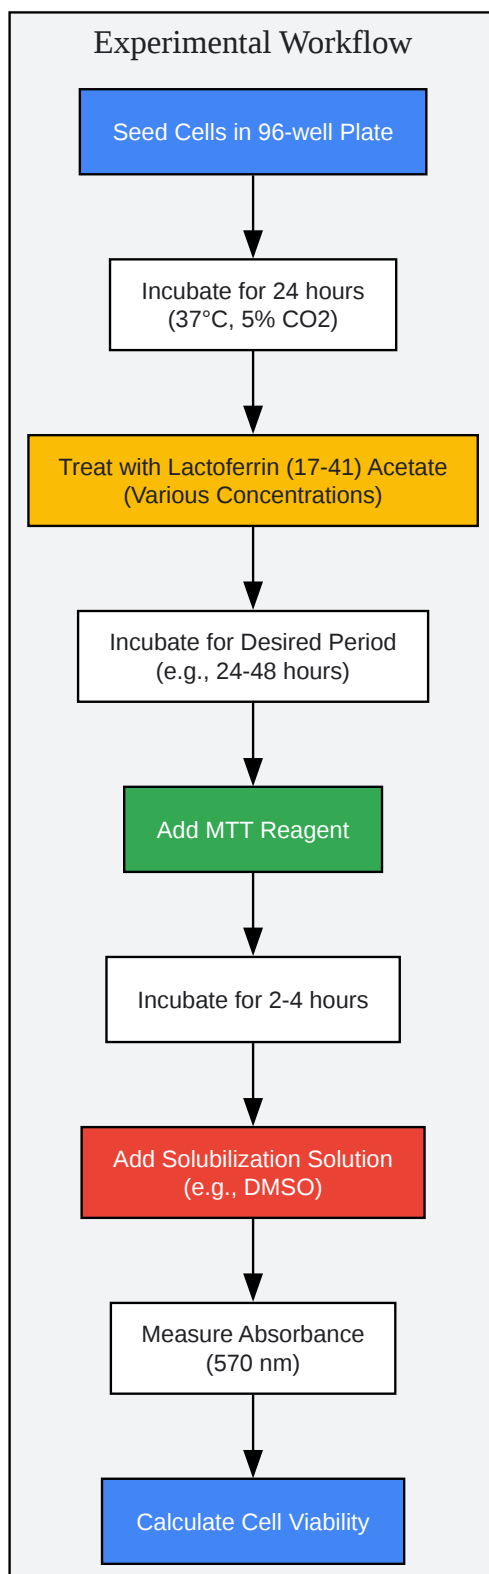 Experimental Workflow
Seed Cells in 96-well Plate
Incubate for 24 hours
(37°C, 5% CO2)
Treat with Lactoferrin (17-41) Acetate
(Various Concentrations)
Incubate for Desired Period
(e.g., 24-48 hours)
Add MTT Reagent
Incubate for 2-4 hours
Add Solubilization Solution
(e.g., DMSO)
Measure Absorbance
(570 nm)
Calculate Cell Viability